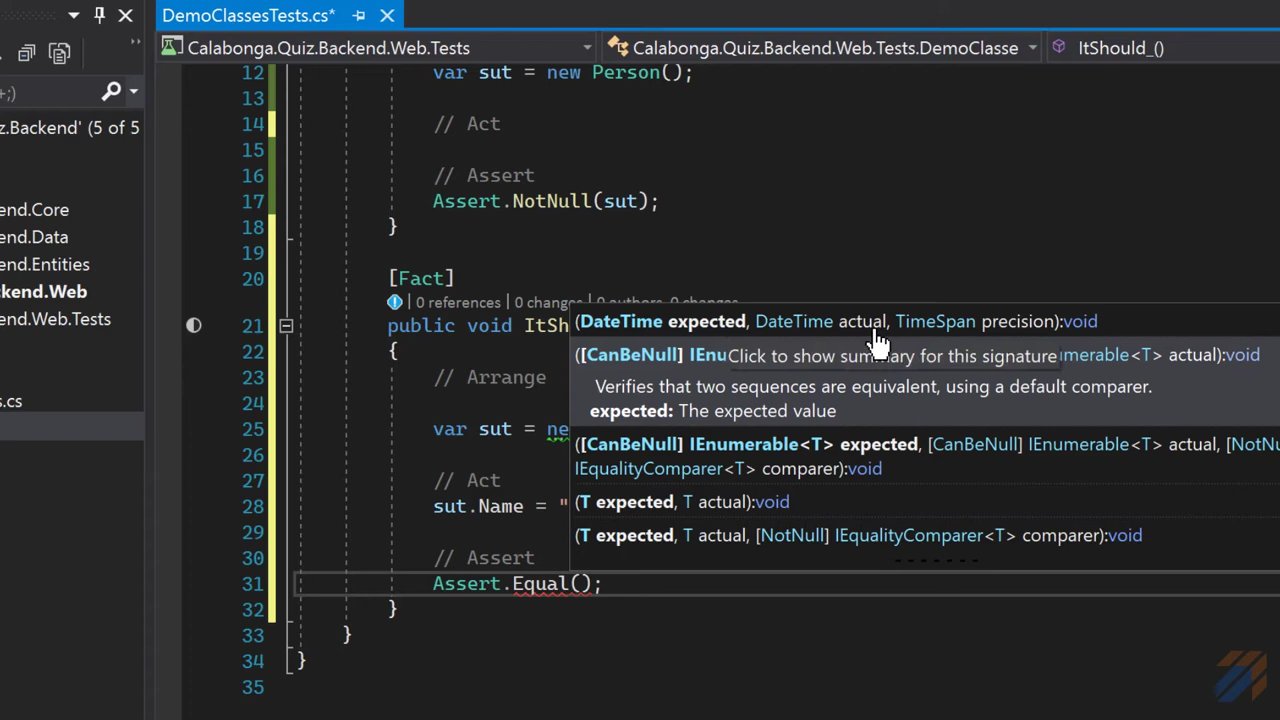 DemoClassesTests.cs*
Calabonga.Quiz.Backend.Web.Tests
Calabonga.Quiz.Backend.Web.Tests.DemoClasse
ItShould_()
+;)
z.Backend' (5 of 5
end.Core
end.Data
end.Entities
kend.Web
end.Web.Tests
s.cs
12 var sut = new Person();
13
14 // Act
15
16 // Assert
17 Assert.NotNull(sut);
18 }
19
20 [Fact]
0 references | 0 changes | 0 authors, 0 changes
21 public void ItSh
22 {
23 // Arrange
24
25 var sut = ne
26
27 // Act
28 sut.Name = "
29
30 // Assert
31 Assert.Equal();
32 }
33 }
34 }
35
(DateTime expected, DateTime actual, TimeSpan precision):void
([CanBeNull] IEnu
Click to show summary for this signature
merable<T> actual):void
Verifies that two sequences are equivalent, using a default comparer.
expected: The expected value
([CanBeNull] IEnumerable<T> expected, [CanBeNull] IEnumerable<T> actual, [NotNu
IEqualityComparer<T> comparer):void
(T expected, T actual):void
(T expected, T actual, [NotNull] IEqualityComparer<T> comparer):void